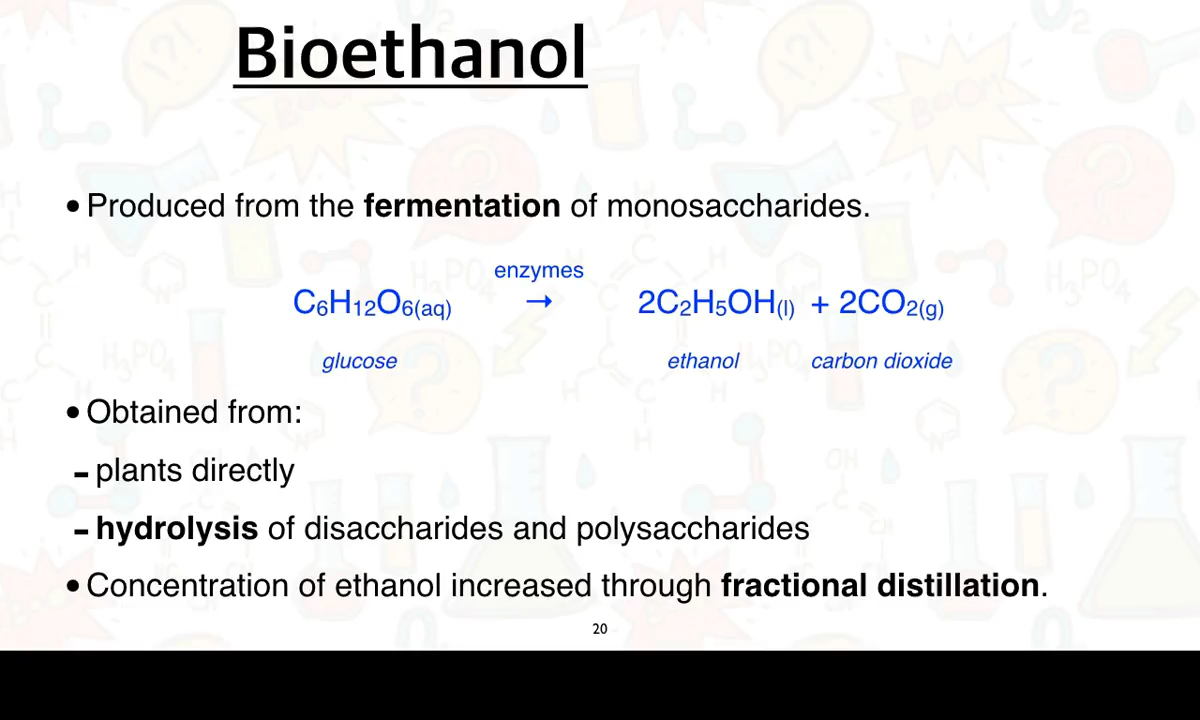 Bioethanol
• Produced from the fermentation of monosaccharides.
enzymes
C₆H₁₂O₆(aq) → 2C₂H₅OH(l) + 2CO₂(g)
glucose ethanol carbon dioxide
• Obtained from:
- plants directly
- hydrolysis of disaccharides and polysaccharides
• Concentration of ethanol increased through fractional distillation.
20